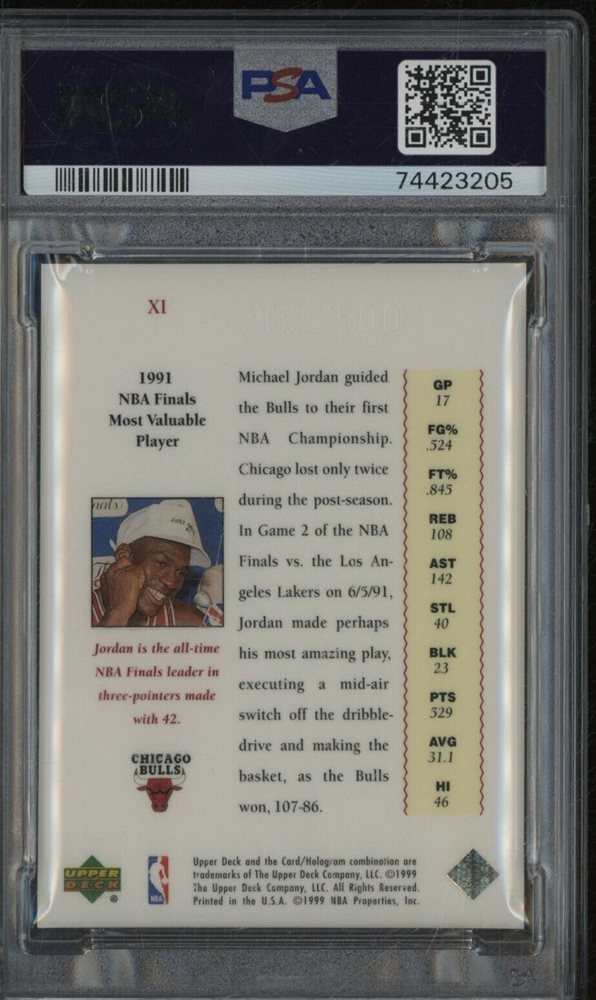 PSA
74423205
XI
1991
NBA Finals
Most Valuable
Player
Jordan is the all-time
NBA Finals leader in
three-pointers made
with 42.
CHICAGO
BULLS
Michael Jordan guided
the Bulls to their first
NBA Championship.
Chicago lost only twice
during the post-season.
In Game 2 of the NBA
Finals vs. the Los An-
geles Lakers on 6/5/91,
Jordan made perhaps
his most amazing play,
executing a mid-air
switch off the dribble-
drive and making the
basket, as the Bulls
won, 107-86.
GP
17
FG%
.524
FT%
.845
REB
108
AST
142
STL
40
BLK
23
PTS
529
AVG
31.1
HI
46
UPPER
DECK
®
NBA
Upper Deck and the Card/Hologram combination are
trademarks of The Upper Deck Company, LLC. ©1999
The Upper Deck Company, LLC. All Rights Reserved.
Printed in the U.S.A. ©1999 NBA Properties, Inc.